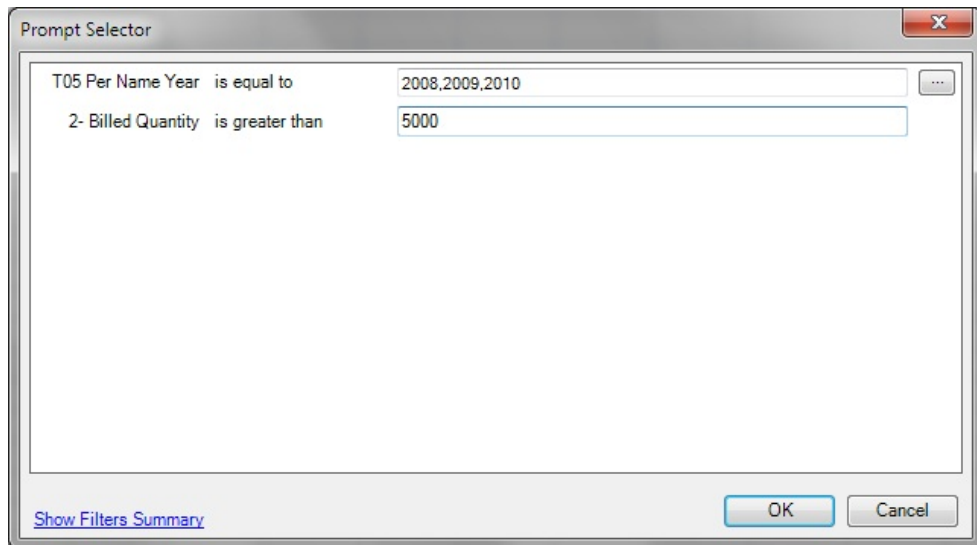 Prompt Selector
T05 Per Name Year is equal to 2008,2009,2010 ...
2- Billed Quantity is greater than 5000
Show Filters Summary OK Cancel